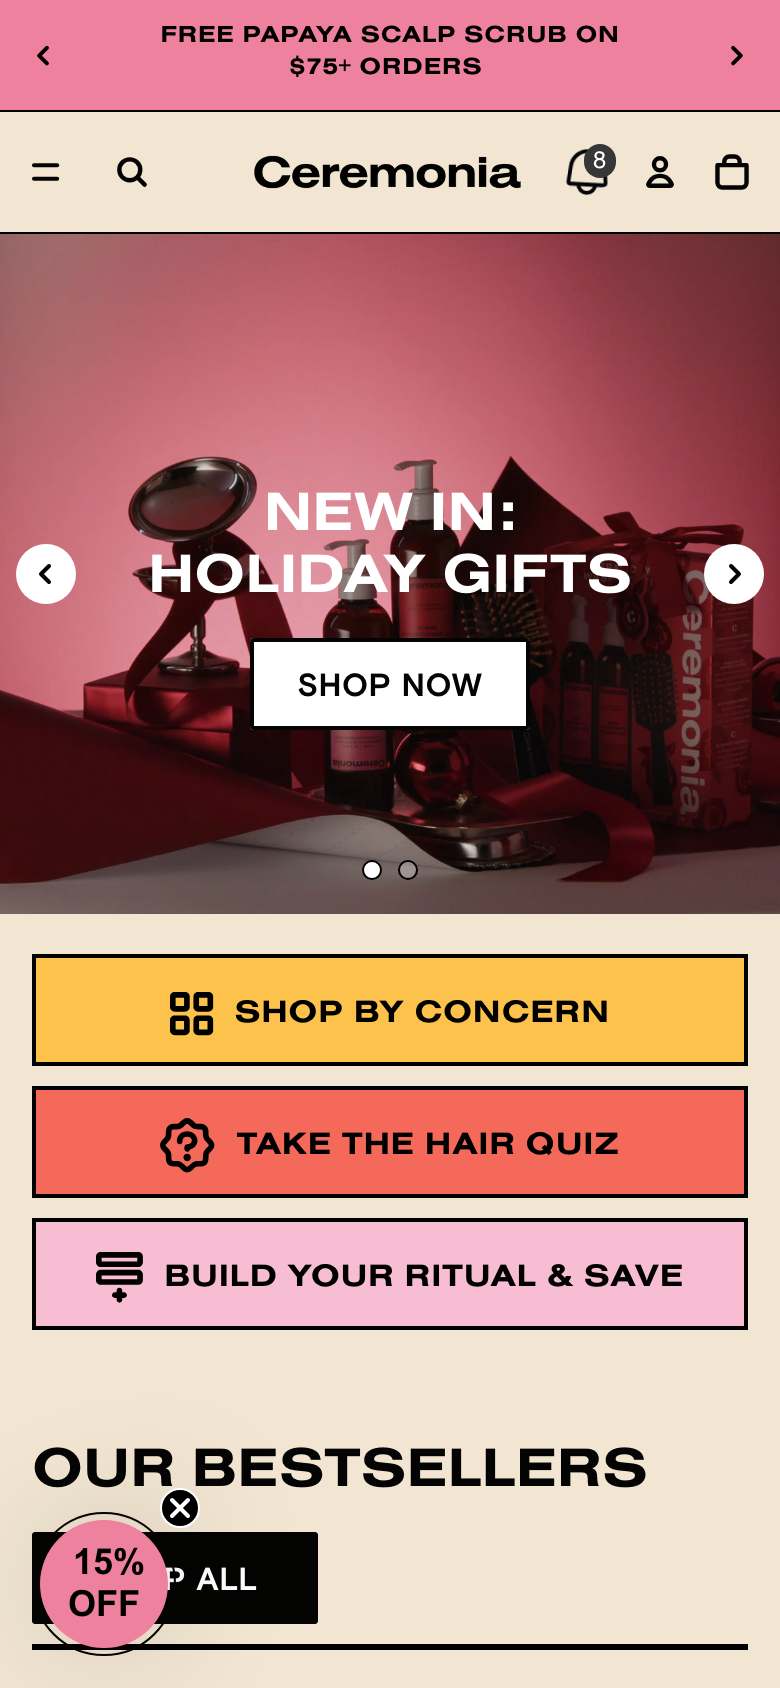 FREE PAPAYA SCALP SCRUB ON
$75+ ORDERS
Ceremonia
8
NEW IN:
HOLIDAY GIFTS
Ceremonia
SHOP NOW
Ceremonia
SHOP BY CONCERN
TAKE THE HAIR QUIZ
BUILD YOUR RITUAL & SAVE
OUR BESTSELLERS
15%
OFF
P ALL